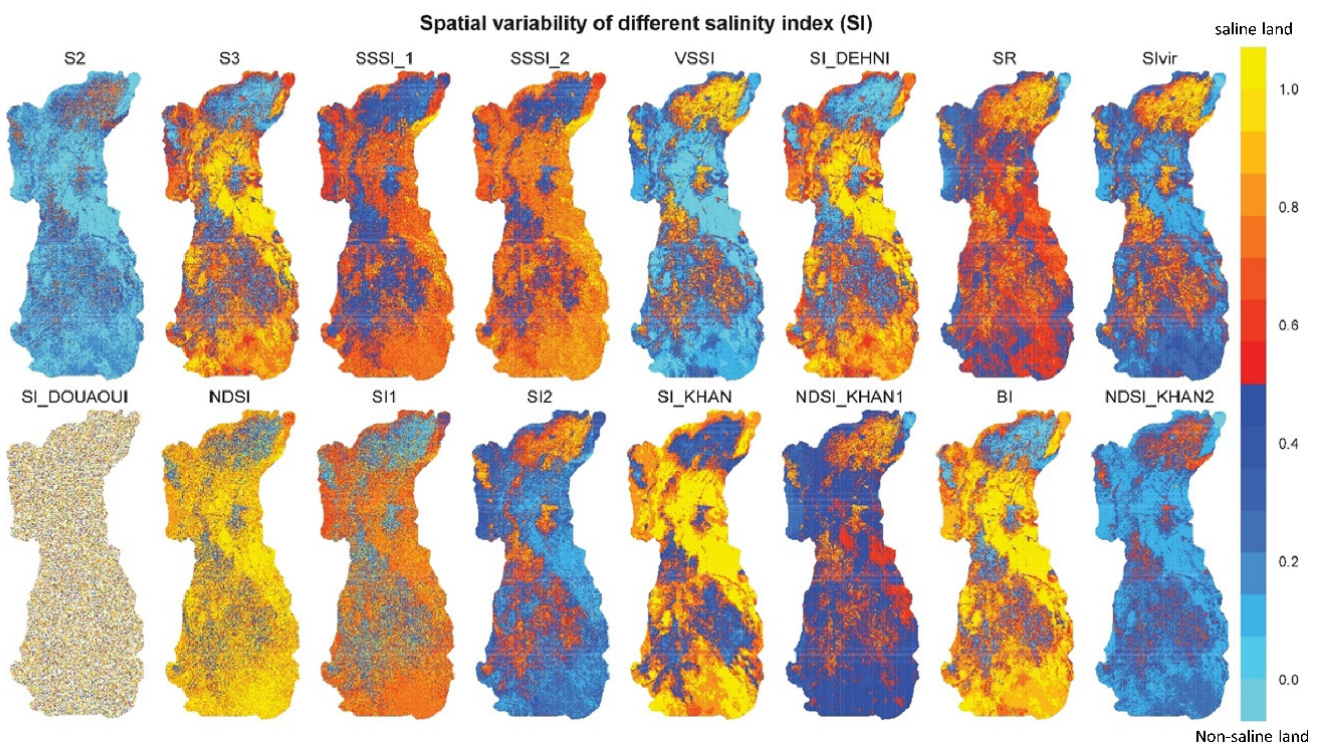 Spatial variability of different salinity index (SI)
saline land
S2 S3 SSSI_1 SSSI_2 VSSI SI_DEHNI SR SIvir
1.0
0.8
0.6
SI_DOUAOUI NDSI SI1 SI2 SI_KHAN NDSI_KHAN1 BI NDSI_KHAN2
0.4
0.2
0.0
Non-saline land